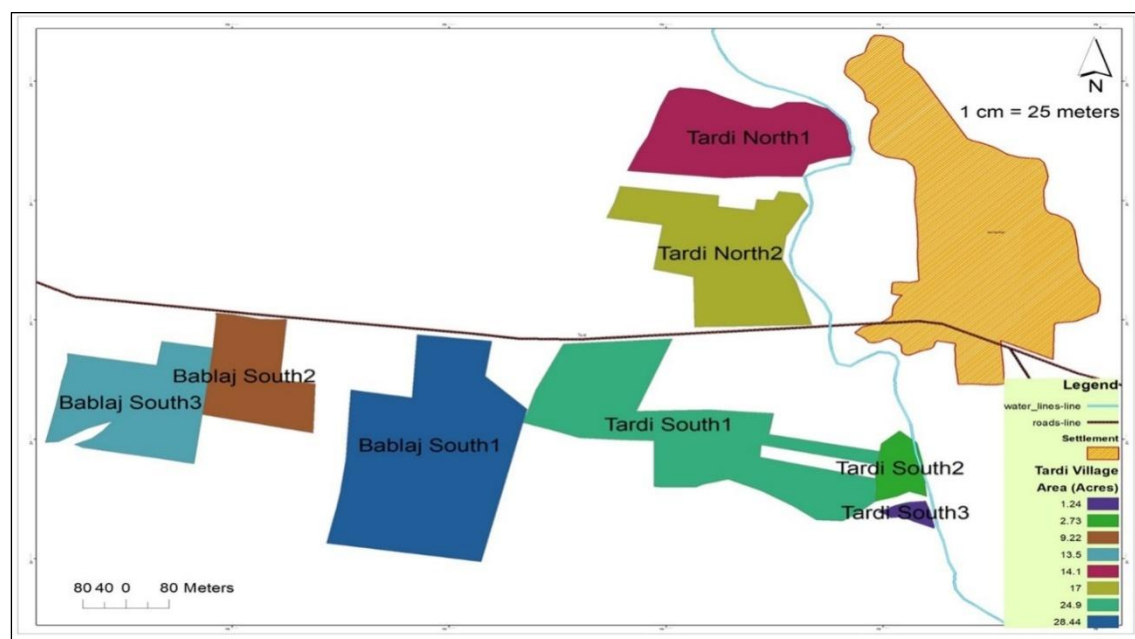 N
1 cm = 25 meters
Tardi North1
Tardi North2
Bablaj South2
Bablaj South3
Bablaj South1
Tardi South1
Tardi South2
Tardi South3
80 40 0 80 Meters
Legend
water_lines-line
roads-line
Settlement
Tardi Village
Area (Acres)
1.24
2.73
9.22
13.5
14.1
17
24.9
28.44